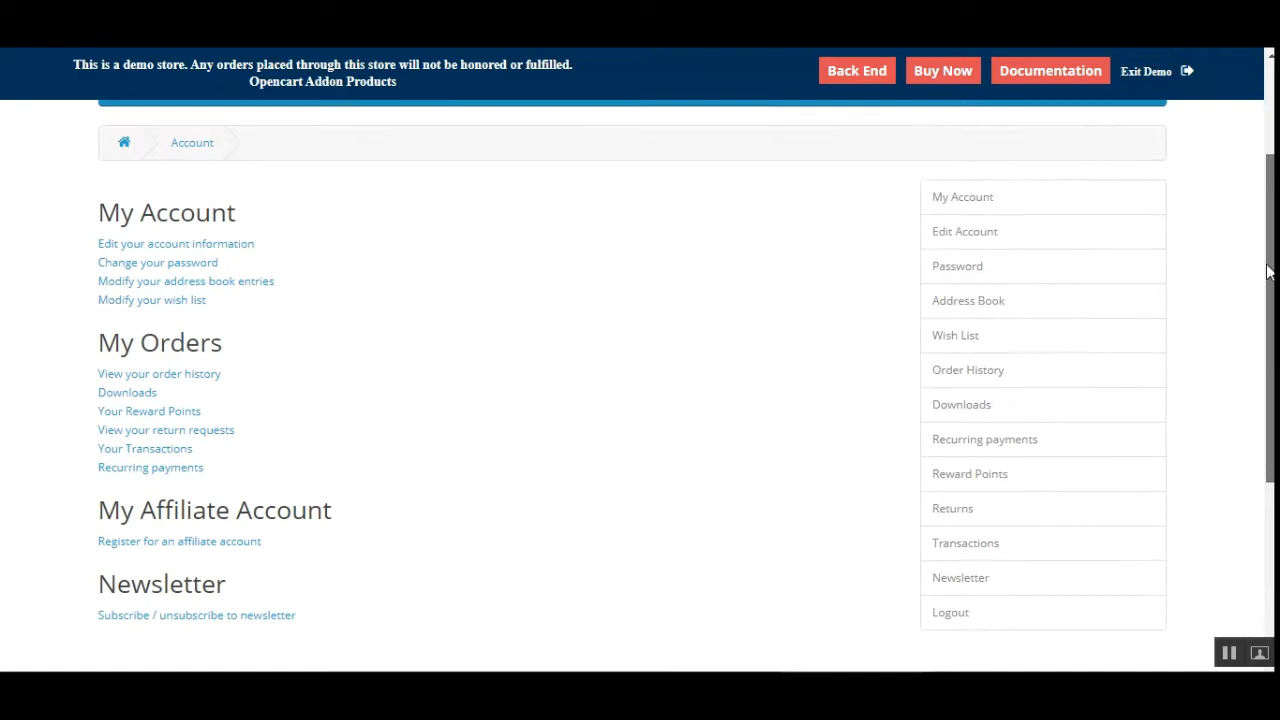 This is a demo store. Any orders placed through this store will not be honored or fulfilled.
Opencart Addon Products
Back End
Buy Now
Documentation
Exit Demo
Account
My Account
Edit your account information
Change your password
Modify your address book entries
Modify your wish list
My Orders
View your order history
Downloads
Your Reward Points
View your return requests
Your Transactions
Recurring payments
My Affiliate Account
Register for an affiliate account
Newsletter
Subscribe / unsubscribe to newsletter
My Account
Edit Account
Password
Address Book
Wish List
Order History
Downloads
Recurring payments
Reward Points
Returns
Transactions
Newsletter
Logout